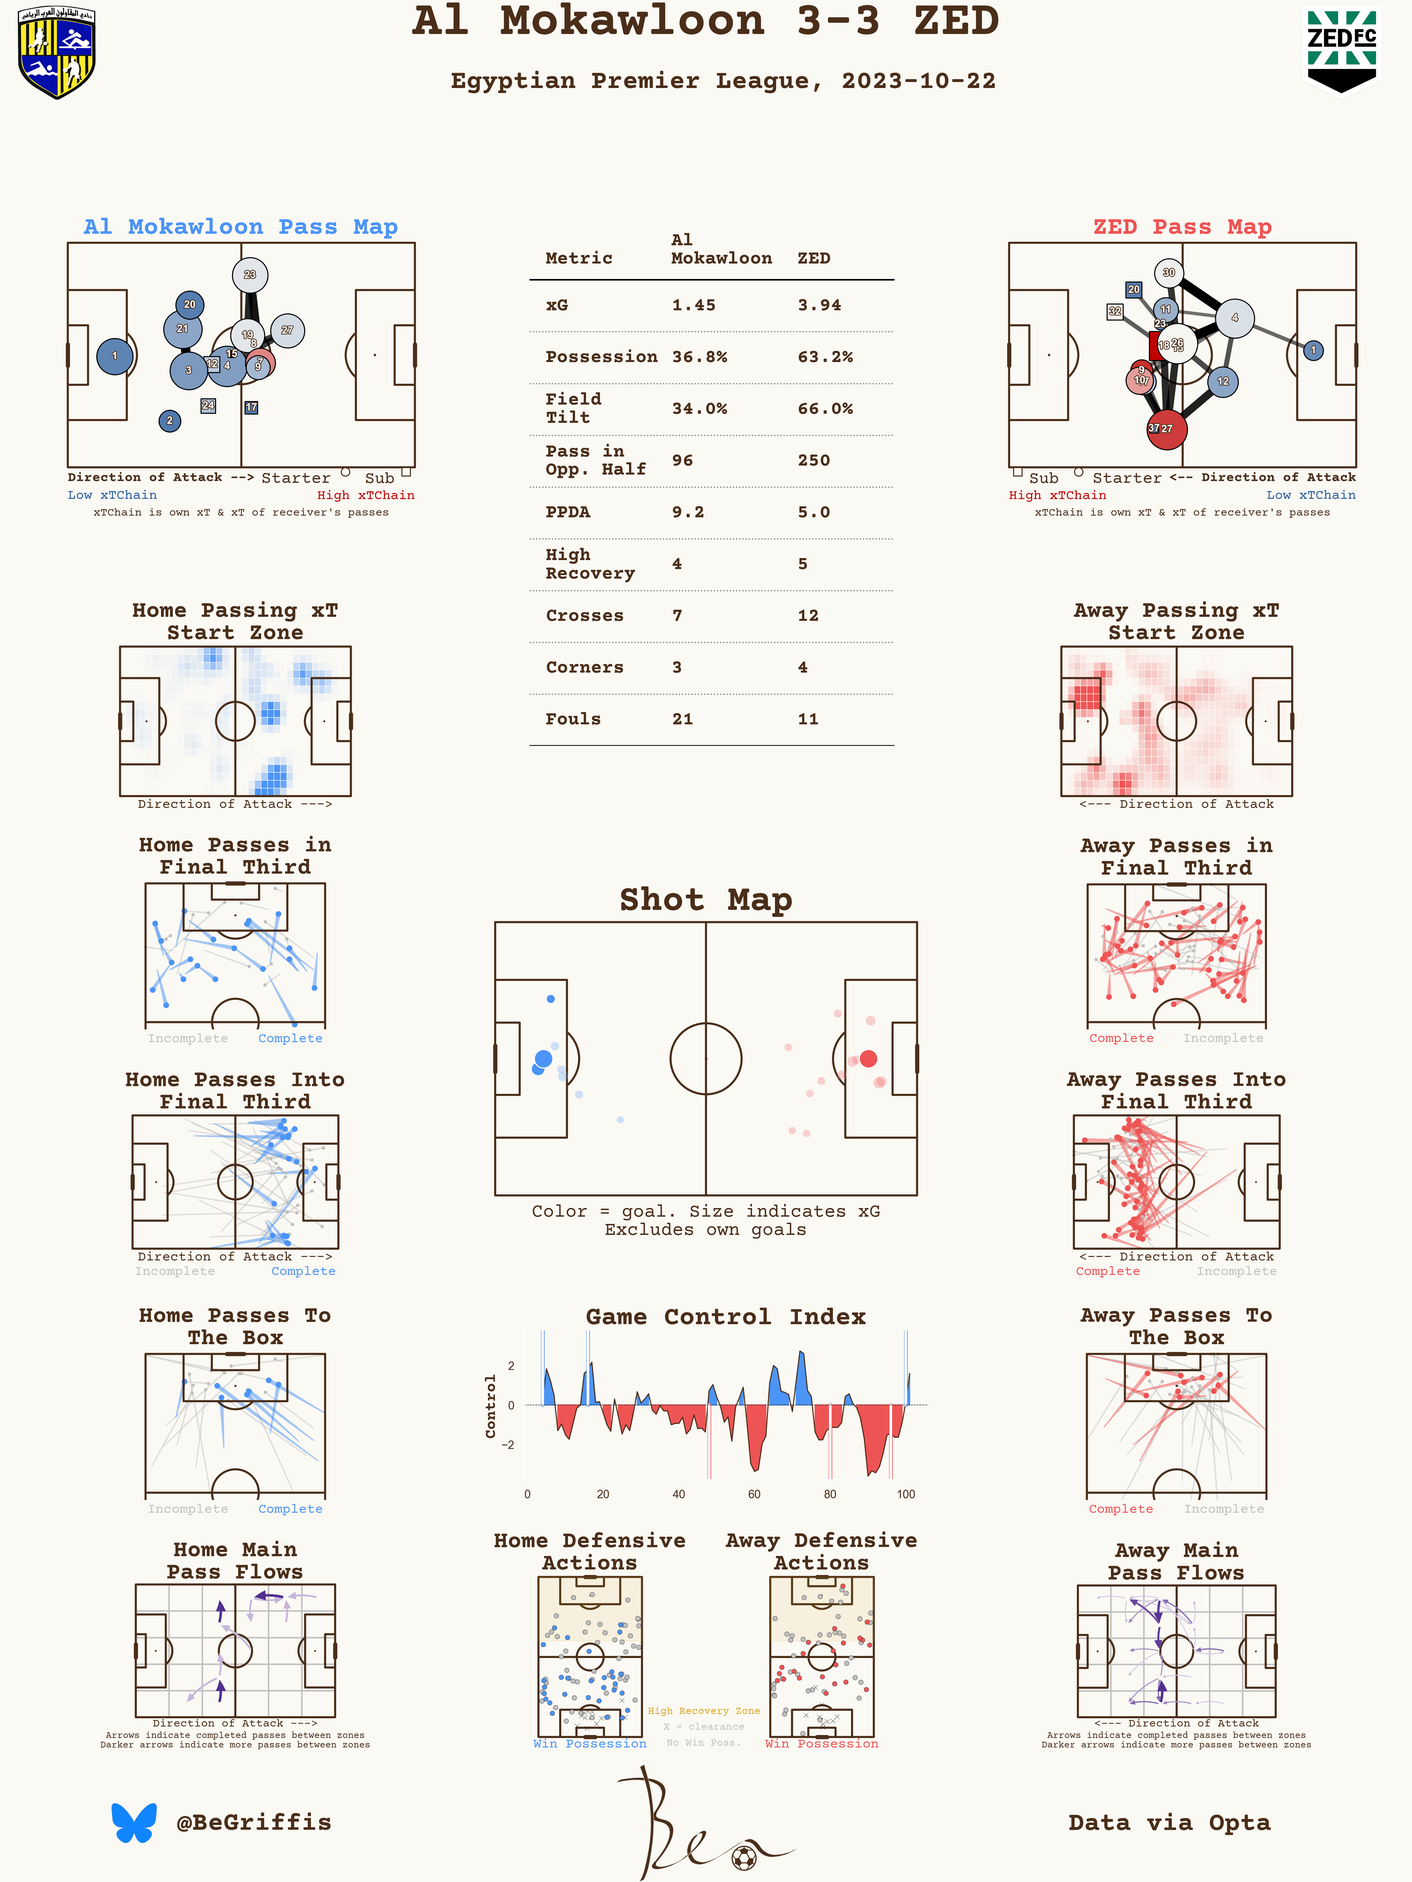 Al Mokawloon 3-3 ZED
Egyptian Premier League, 2023-10-22
نادي المقاولون العرب الرياضي
ZEDFC
Al Mokawloon Pass Map
23
20
21
19
8
27
1
15
12
4
9
3
24
17
2
Direction of Attack --> Starter Sub
Low xTChain High xTChain
xTChain is own xT & xT of receiver's passes
Metric Al Mokawloon ZED
xG 1.45 3.94
Possession 36.8% 63.2%
Field Tilt 34.0% 66.0%
Pass in Opp. Half 96 250
PPDA 9.2 5.0
High Recovery 4 5
Crosses 7 12
Corners 3 4
Fouls 21 11
ZED Pass Map
30
20
32
11
23
4
18
26
1
9
10
12
37
27
Sub Starter <-- Direction of Attack
High xTChain Low xTChain
xTChain is own xT & xT of receiver's passes
Home Passing xT
Start Zone
Direction of Attack --->
Away Passing xT
Start Zone
<--- Direction of Attack
Home Passes in
Final Third
Incomplete Complete
Away Passes in
Final Third
Complete Incomplete
Shot Map
Color = goal. Size indicates xG
Excludes own goals
Home Passes Into
Final Third
Direction of Attack --->
Incomplete Complete
Away Passes Into
Final Third
<--- Direction of Attack
Complete Incomplete
Home Passes To
The Box
Incomplete Complete
Game Control Index
Control
2
0
−2
0 20 40 60 80 100
Away Passes To
The Box
Complete Incomplete
Home Main
Pass Flows
Direction of Attack --->
Arrows indicate completed passes between zones
Darker arrows indicate more passes between zones
Home Defensive
Actions
Win Possession
High Recovery Zone
X = clearance
No Win Poss.
Away Defensive
Actions
Win Possession
Away Main
Pass Flows
<--- Direction of Attack
Arrows indicate completed passes between zones
Darker arrows indicate more passes between zones
@BeGriffis
Ben
Data via Opta